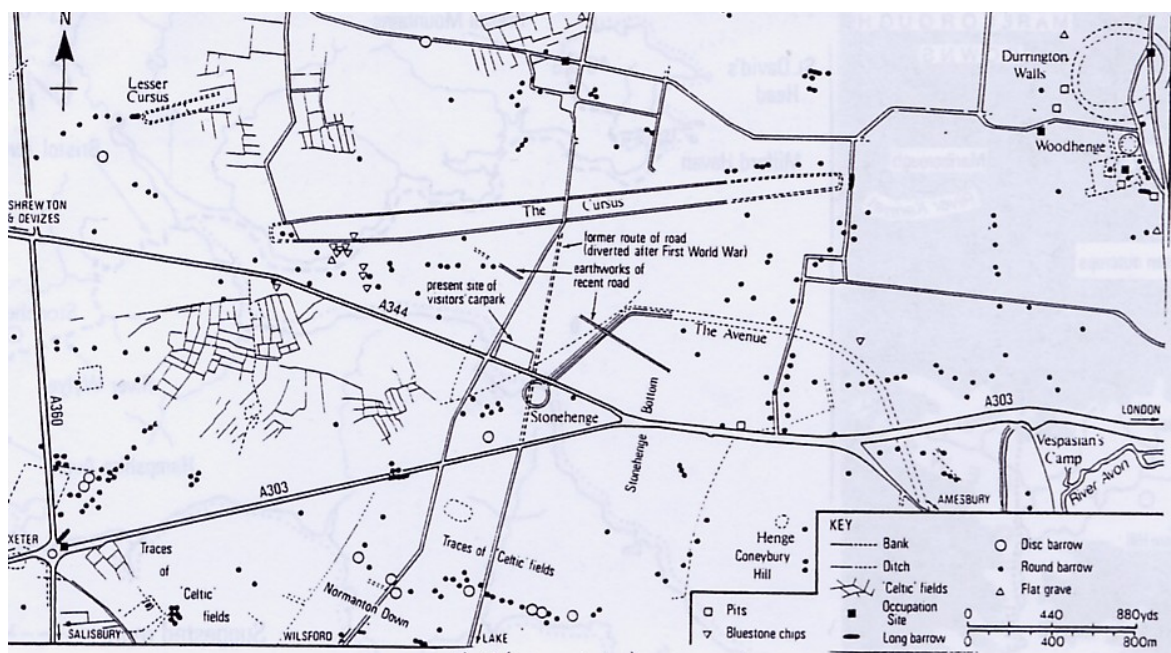 N
Lesser
Cursus
Durrington
Walls
Woodhenge
SHREWTON
& DEVIZES
The Cursus
former route of road
(diverted after First World War)
earthworks of
recent road
present site of
visitors' carpark
A344
The Avenue
A360
Stonehenge
Stonehenge Bottom
A303
LONDON
Vespasian's
Camp
River Avon
AMESBURY
A303
EXETER
Traces
of
'Celtic'
fields
Traces of 'Celtic' fields
Normanton Down
Henge
Coneybury
Hill
SALISBURY
WILSFORD
LAKE
KEY
Bank
Ditch
'Celtic' fields
Occupation
Site
Long barrow
Disc barrow
Round barrow
Flat grave
Pits
Bluestone chips
0 440 880yds
0 400 800m